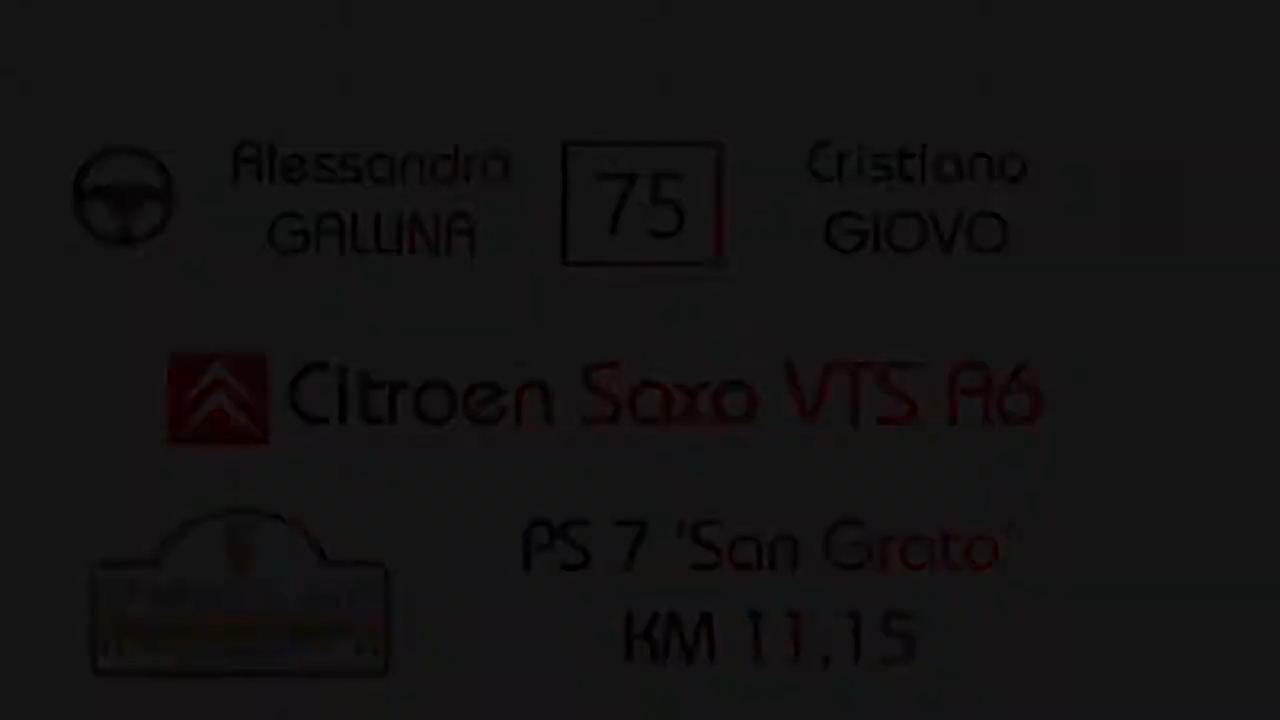 Alessandro
GALLINA
75
Cristiano
GIOVO
Citroen Saxo VTS A6
PS 7 'San Grato'
KM 11,15